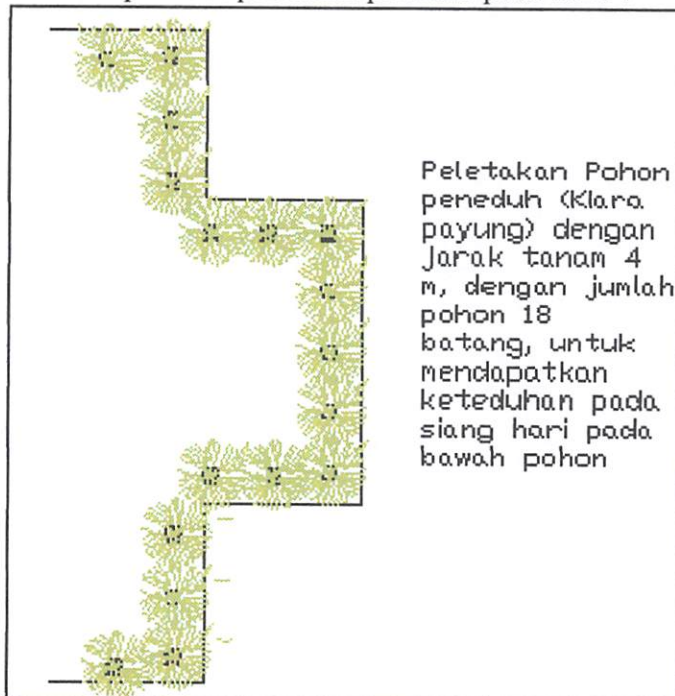 Peletakan Pohon
peneduh (Klara
payung) dengan
jarak tanam 4
m, dengan jumlah
pohon 18
batang, untuk
mendapatkan
keteduhan pada
siang hari pada
bawah pohon